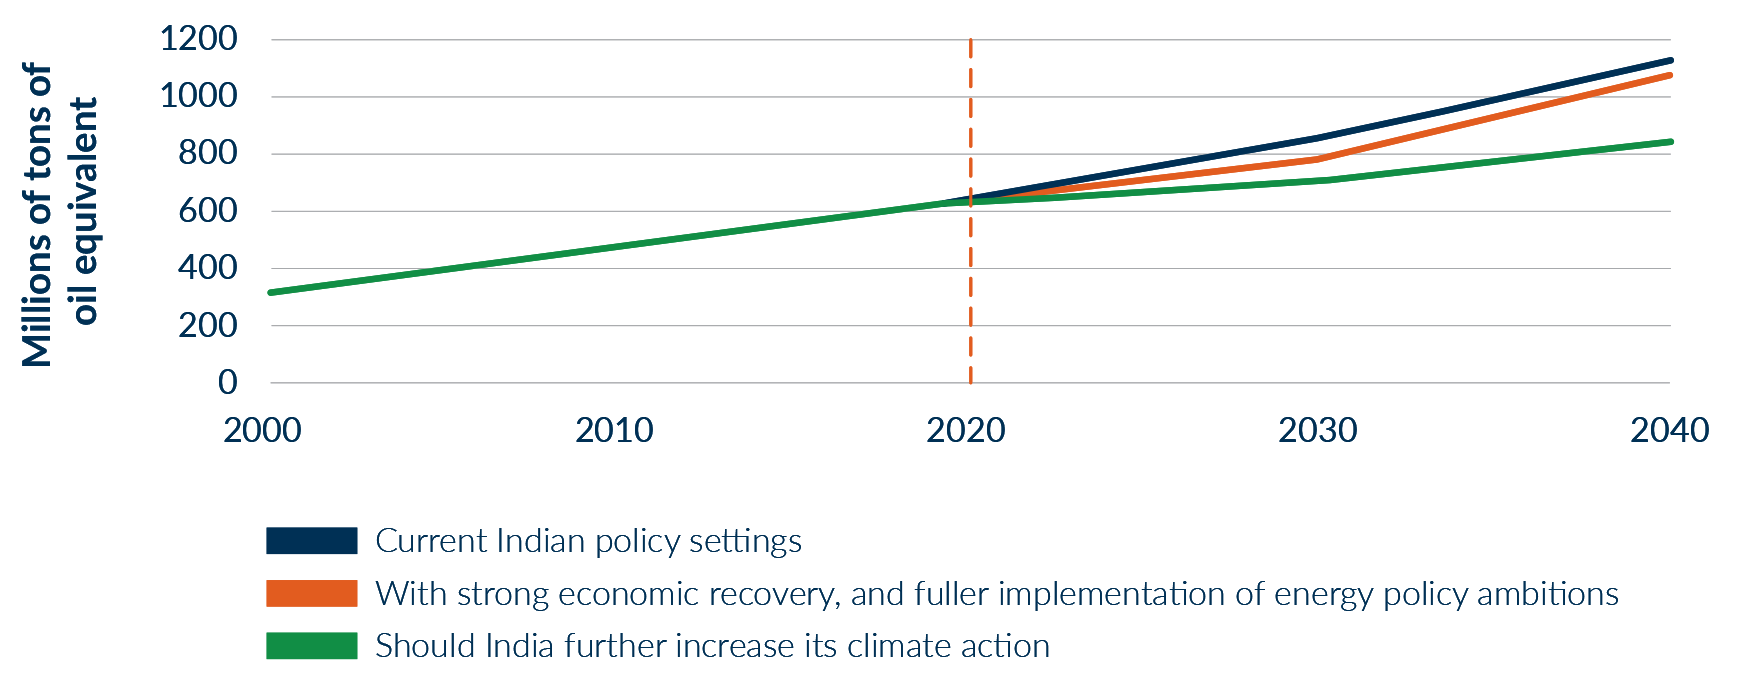 Millions of tons of
oil equivalent
1200
1000
800
600
400
200
0
2000 2010 2020 2030 2040
Current Indian policy settings
With strong economic recovery, and fuller implementation of energy policy ambitions
Should India further increase its climate action